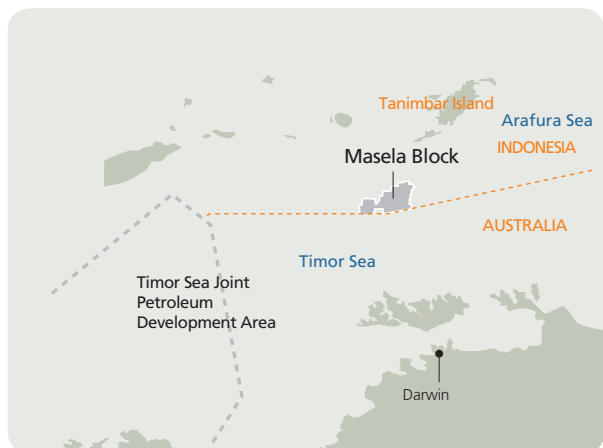 Tanimbar Island
Arafura Sea
INDONESIA
Masela Block
AUSTRALIA
Timor Sea
Timor Sea Joint
Petroleum
Development Area
Darwin